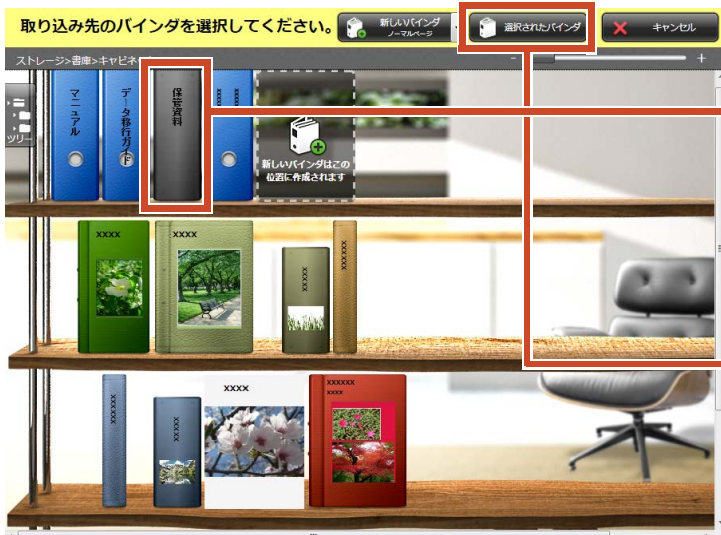 取り込み先のバインダを選択してください。
新しいバインダ
ノーマルページ
選択されたバインダ
キャンセル
ストレージ>書庫>キャビネ
- +
ツリー
マニュアル
データ移行ガイド
保管資料
xxxx
新しいバインダはこの
位置に作成されます
xxxx
xxxx
xxxxx
xxxxxx
xxxxxx
xxxxx
xxxx
xxxxxx
xxxx